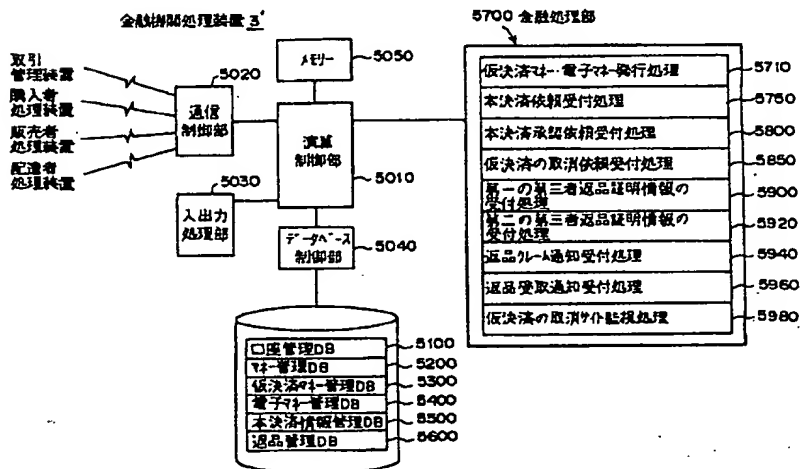 金融機関処理装置 3'
取引
管理装置
購入者
処理装置
販売者
処理装置
配達者
処理装置
5020
通信
制御部
5030
入出力
処理部
メモリー
5050
演算
制御部
5010
データベース
制御部
5040
口座管理DB
5100
マネー管理DB
5200
仮決済マネー管理DB
5300
電子マネー管理DB
5400
本決済情報管理DB
5500
返品管理DB
5600
5700 金融処理部
仮決済マネー・電子マネー発行処理
5710
本決済依頼受付処理
5750
本決済承認依頼受付処理
5800
仮決済の取消依頼受付処理
5850
第一の第三者返品証明情報の
受付処理
5900
第二の第三者返品証明情報の
受付処理
5920
返品クレーム通知受付処理
5940
返品受取通知受付処理
5960
仮決済の取消サイト監視処理
5980